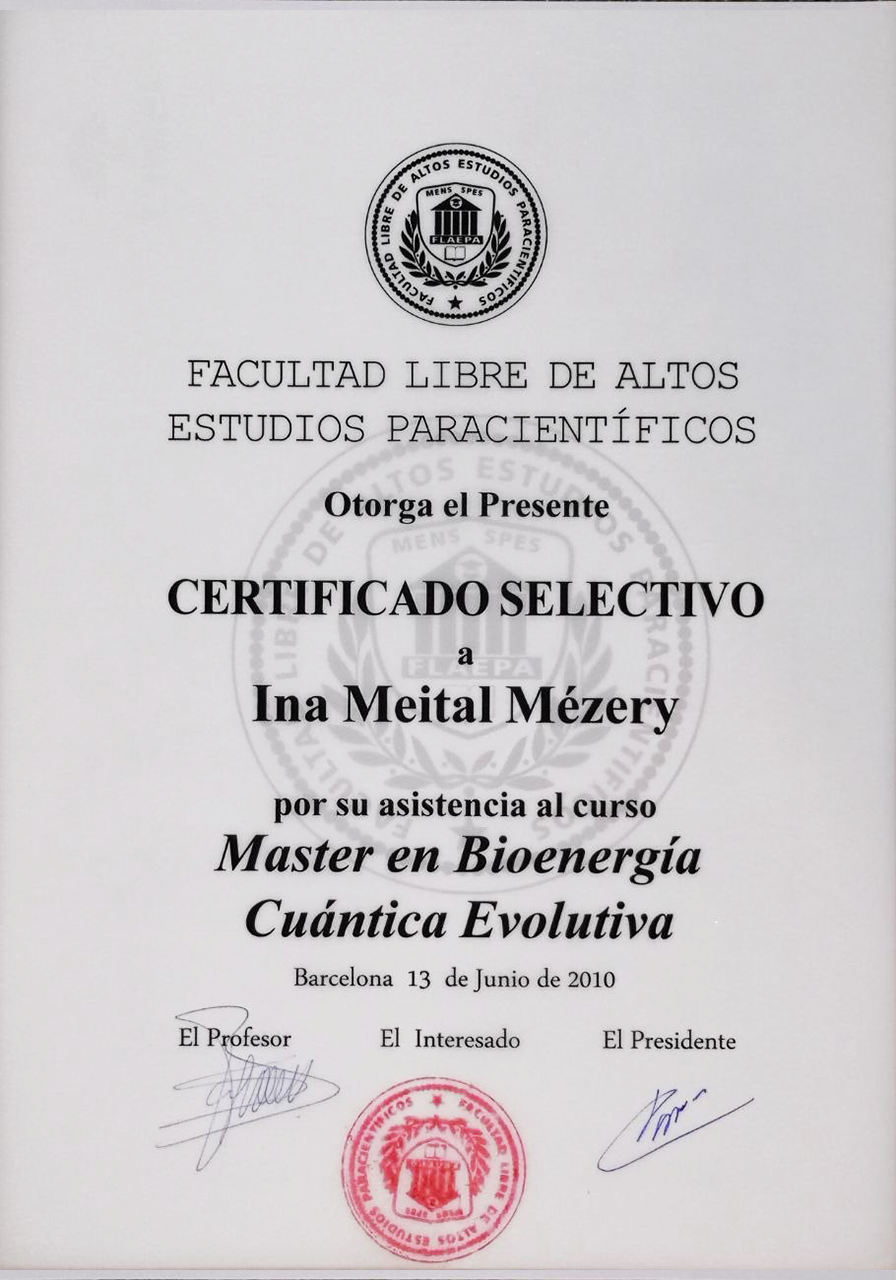 FACULTAD LIBRE DE ALTOS ESTUDIOS PARACIENTIFICOS
MENS SPES
FLAEPA
FACULTAD LIBRE DE ALTOS
ESTUDIOS PARACIENTÍFICOS
Otorga el Presente
CERTIFICADO SELECTIVO
a
Ina Meital Mézery
por su asistencia al curso
Master en Bioenergía
Cuántica Evolutiva
Barcelona 13 de Junio de 2010
El Profesor El Interesado El Presidente
FACULTAD LIBRE DE ALTOS ESTUDIOS PARACIENTIFICOS